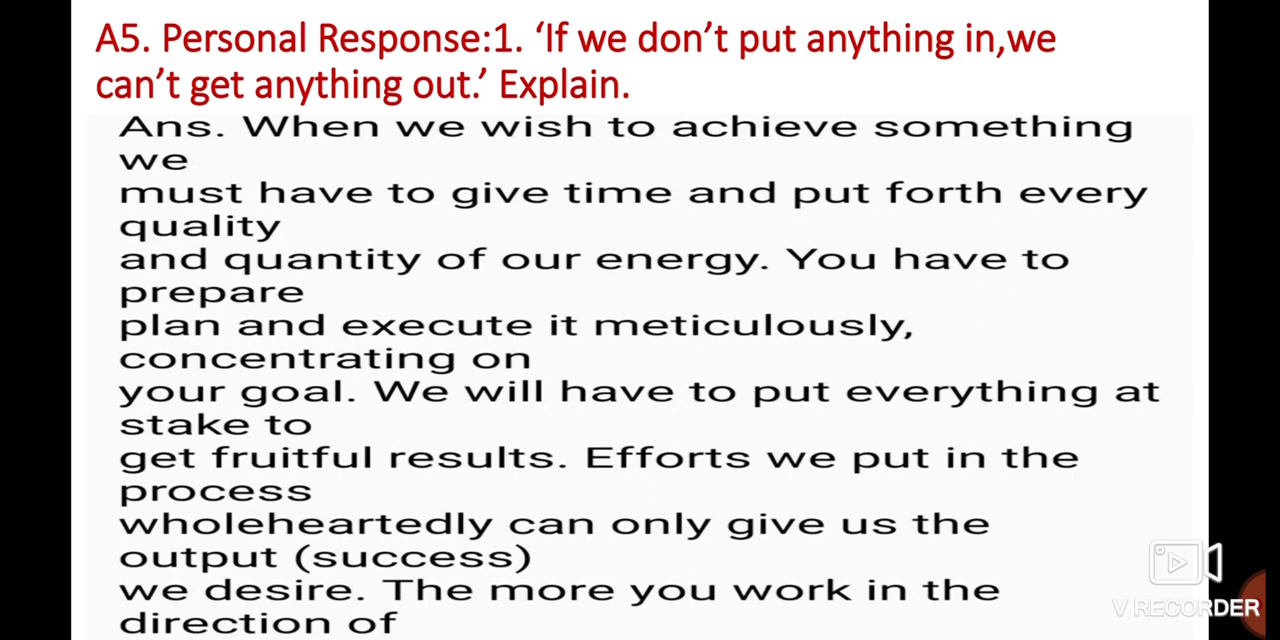 A5. Personal Response:1. ‘If we don’t put anything in,we
can’t get anything out.’ Explain.
Ans. When we wish to achieve something
we
must have to give time and put forth every
quality
and quantity of our energy. You have to
prepare
plan and execute it meticulously,
concentrating on
your goal. We will have to put everything at
stake to
get fruitful results. Efforts we put in the
process
wholeheartedly can only give us the
output (success)
we desire. The more you work in the
direction of
V RECORDER